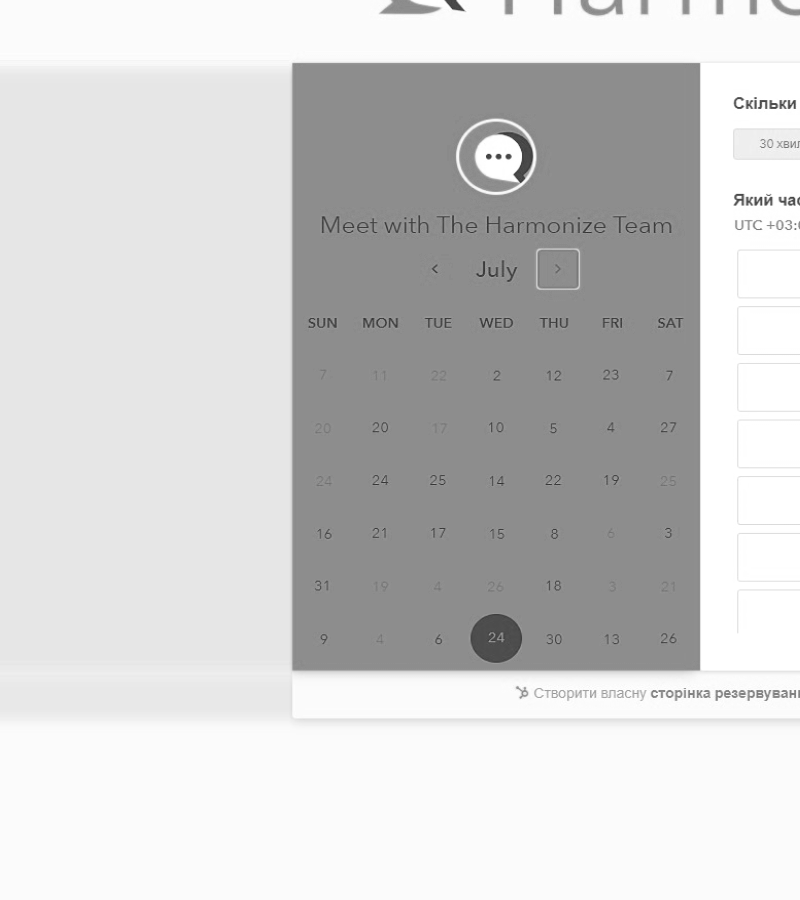 Harmo
Скільки
30 хвил
Meet with The Harmonize Team
Який час
UTC +03:0
July
SUN MON TUE WED THU FRI SAT
7 11 22 2 12 23 7
20 20 17 10 5 4 27
24 24 25 14 22 19 25
16 21 17 15 8 6 3
31 19 4 26 18 3 21
9 4 6 24 30 13 26
Створити власну сторінка резервуван